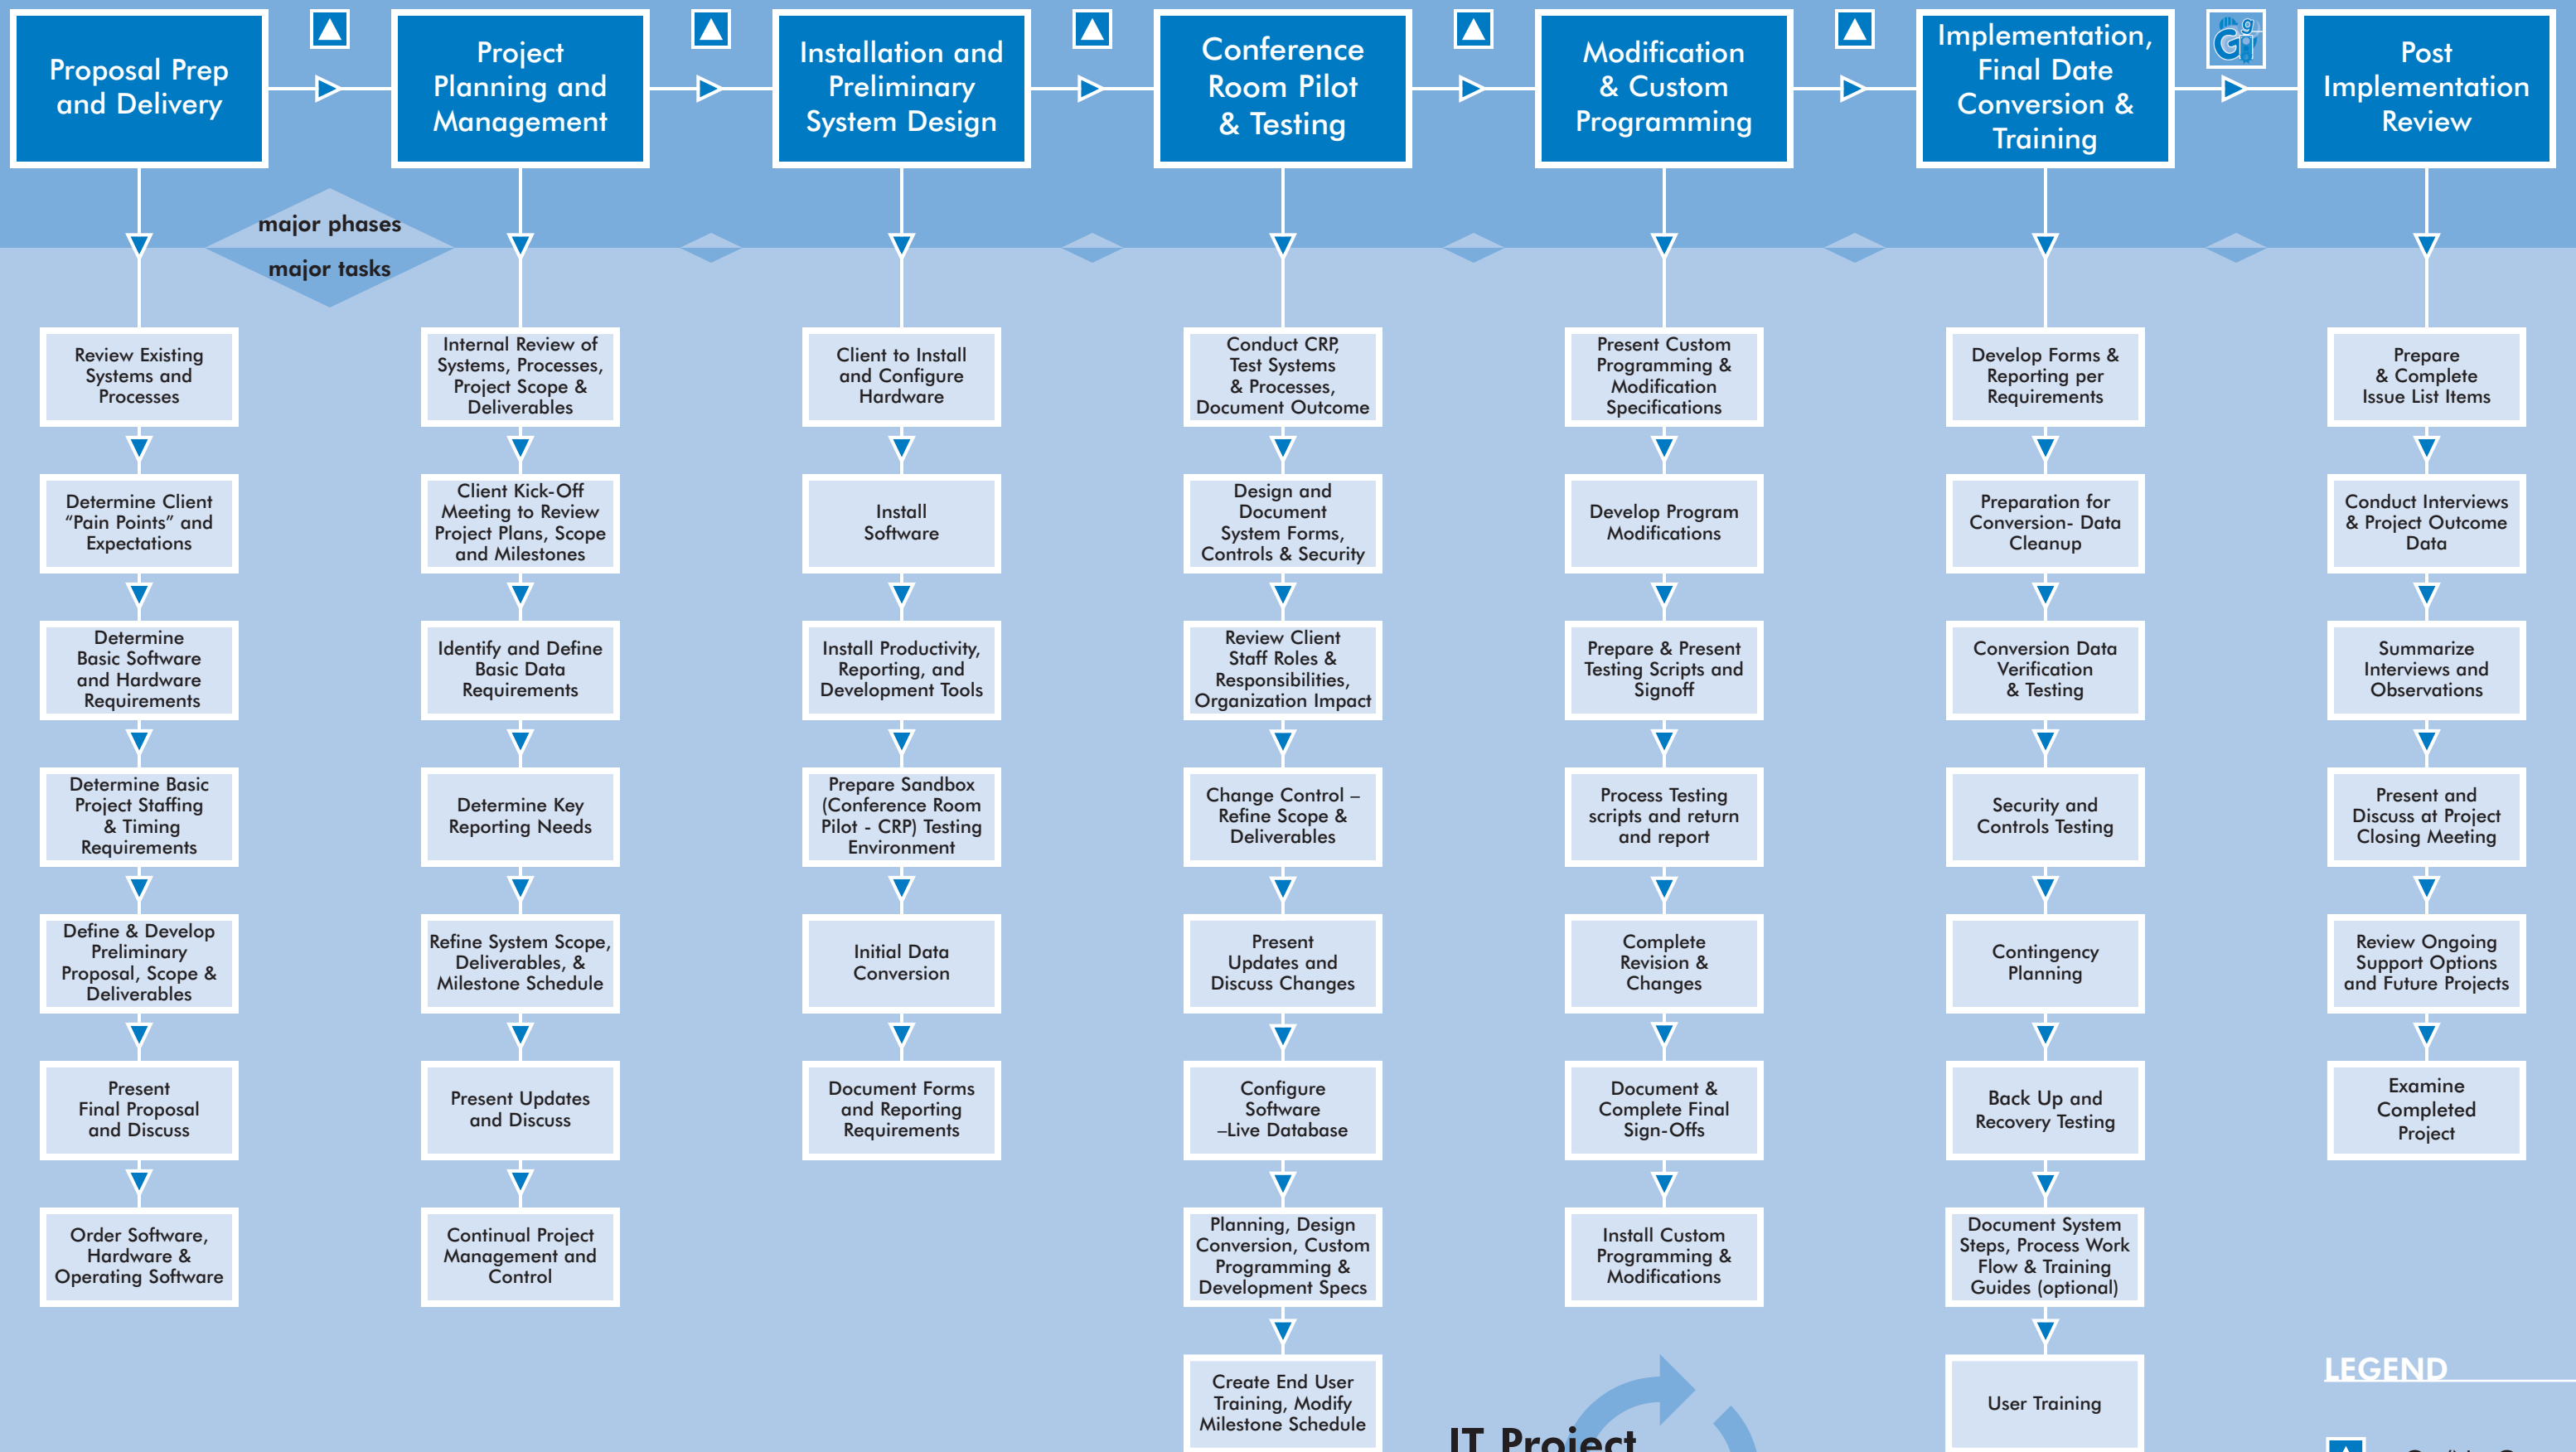 Proposal Prep
and Delivery
Project
Planning and
Management
Installation and
Preliminary
System Design
Conference
Room Pilot
& Testing
Modification
& Custom
Programming
Implementation,
Final Date
Conversion &
Training
Post
Implementation
Review
major phases
major tasks
Review Existing
Systems and
Processes
Determine Client
“Pain Points” and
Expectations
Determine
Basic Software
and Hardware
Requirements
Determine Basic
Project Staffing
& Timing
Requirements
Define & Develop
Preliminary
Proposal, Scope &
Deliverables
Present
Final Proposal
and Discuss
Order Software,
Hardware &
Operating Software
Internal Review of
Systems, Processes,
Project Scope &
Deliverables
Client Kick-Off
Meeting to Review
Project Plans, Scope
and Milestones
Identify and Define
Basic Data
Requirements
Determine Key
Reporting Needs
Refine System Scope,
Deliverables, &
Milestone Schedule
Present Updates
and Discuss
Continual Project
Management and
Control
Client to Install
and Configure
Hardware
Install
Software
Install Productivity,
Reporting, and
Development Tools
Prepare Sandbox
(Conference Room
Pilot - CRP) Testing
Environment
Initial Data
Conversion
Document Forms
and Reporting
Requirements
Conduct CRP,
Test Systems
& Processes,
Document Outcome
Design and
Document
System Forms,
Controls & Security
Review Client
Staff Roles &
Responsibilities,
Organization Impact
Change Control –
Refine Scope &
Deliverables
Present
Updates and
Discuss Changes
Configure
Software
–Live Database
Planning, Design
Conversion, Custom
Programming &
Development Specs
Create End User
Training, Modify
Milestone Schedule
Present Custom
Programming &
Modification
Specifications
Develop Program
Modifications
Prepare & Present
Testing Scripts and
Signoff
Process Testing
scripts and return
and report
Complete
Revision &
Changes
Document &
Complete Final
Sign-Offs
Install Custom
Programming &
Modifications
IT Project
Develop Forms &
Reporting per
Requirements
Preparation for
Conversion- Data
Cleanup
Conversion Data
Verification
& Testing
Security and
Controls Testing
Contingency
Planning
Back Up and
Recovery Testing
Document System
Steps, Process Work
Flow & Training
Guides (optional)
User Training
Prepare
& Complete
Issue List Items
Conduct Interviews
& Project Outcome
Data
Summarize
Interviews and
Observations
Present and
Discuss at Project
Closing Meeting
Review Ongoing
Support Options
and Future Projects
Examine
Completed
Project
LEGEND